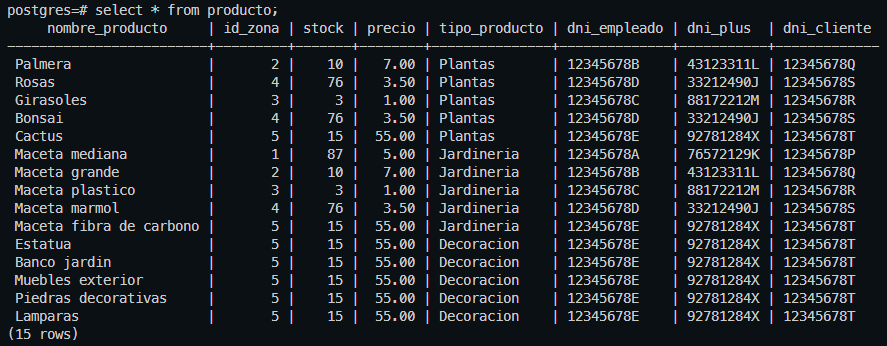 postgres=# select * from producto;
nombre_producto | id_zona | stock | precio | tipo_producto | dni_empleado | dni_plus | dni_cliente
-------------------------+---------+-------+--------+---------------+--------------+-----------+-------------
Palmera | 2 | 10 | 7.00 | Plantas | 12345678B | 43123311L | 12345678Q
Rosas | 4 | 76 | 3.50 | Plantas | 12345678D | 33212490J | 12345678S
Girasoles | 3 | 3 | 1.00 | Plantas | 12345678C | 88172212M | 12345678R
Bonsai | 4 | 76 | 3.50 | Plantas | 12345678D | 33212490J | 12345678S
Cactus | 5 | 15 | 55.00 | Plantas | 12345678E | 92781284X | 12345678T
Maceta mediana | 1 | 87 | 5.00 | Jardineria | 12345678A | 76572129K | 12345678P
Maceta grande | 2 | 10 | 7.00 | Jardineria | 12345678B | 43123311L | 12345678Q
Maceta plastico | 3 | 3 | 1.00 | Jardineria | 12345678C | 88172212M | 12345678R
Maceta marmol | 4 | 76 | 3.50 | Jardineria | 12345678D | 33212490J | 12345678S
Maceta fibra de carbono | 5 | 15 | 55.00 | Jardineria | 12345678E | 92781284X | 12345678T
Estatua | 5 | 15 | 55.00 | Decoracion | 12345678E | 92781284X | 12345678T
Banco jardin | 5 | 15 | 55.00 | Decoracion | 12345678E | 92781284X | 12345678T
Muebles exterior | 5 | 15 | 55.00 | Decoracion | 12345678E | 92781284X | 12345678T
Piedras decorativas | 5 | 15 | 55.00 | Decoracion | 12345678E | 92781284X | 12345678T
Lamparas | 5 | 15 | 55.00 | Decoracion | 12345678E | 92781284X | 12345678T
(15 rows)